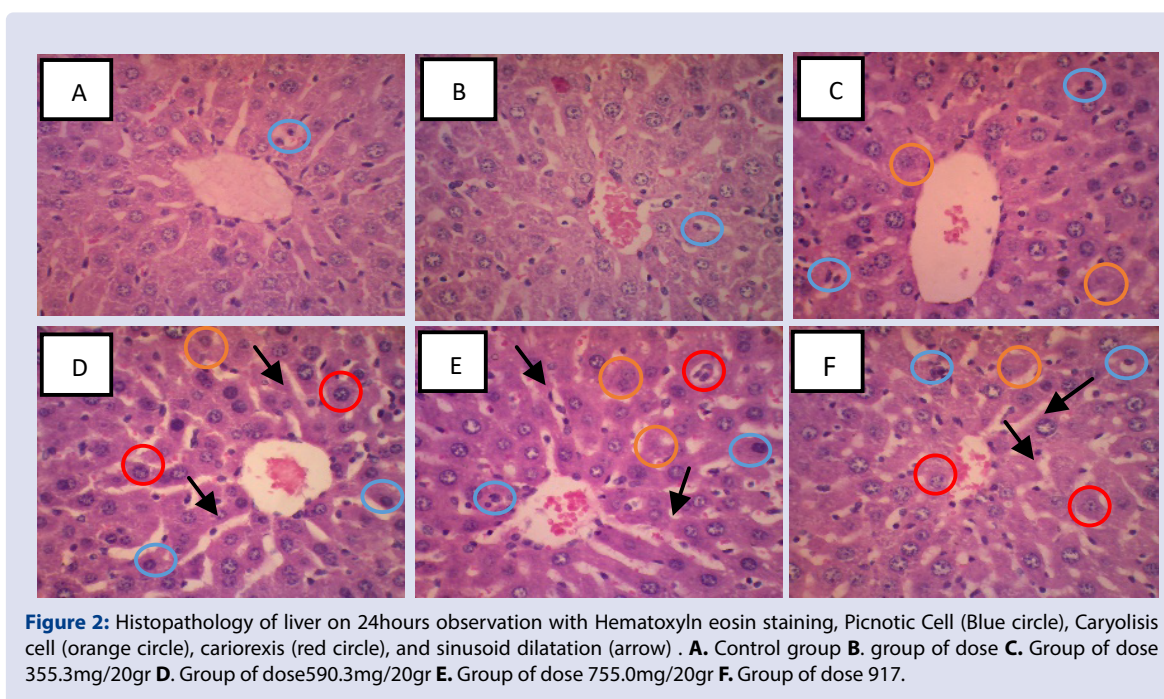 A
B
C
D
E
F
Figure 2: Histopathology of liver on 24hours observation with Hematoxyln eosin staining, Picnotic Cell (Blue circle), Caryolisis
cell (orange circle), cariorexis (red circle), and sinusoid dilatation (arrow) . A. Control group B. group of dose C. Group of dose
355.3mg/20gr D. Group of dose590.3mg/20gr E. Group of dose 755.0mg/20gr F. Group of dose 917.